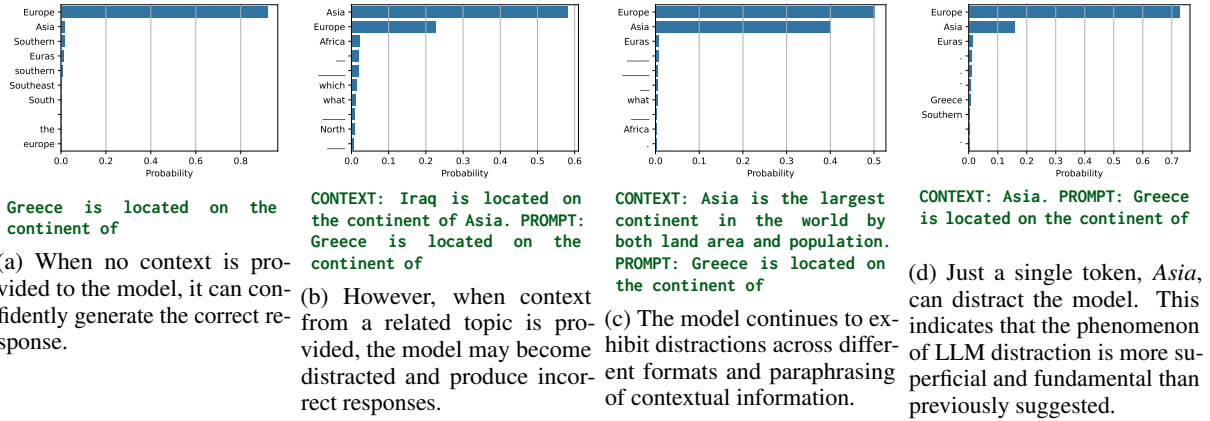 Europe
Asia
Southern
Euras
southern
Southeast
South
the
europe
0.0 0.2 0.4 0.6 0.8
Probability
Greece is located on the
continent of
(a) When no context is pro-
vided to the model, it can con-
fidently generate the correct re-
sponse.
Asia
Europe
Africa
__
_____
which
what
___
North
___
0.0 0.1 0.2 0.3 0.4 0.5 0.6
Probability
CONTEXT: Iraq is located on
the continent of Asia. PROMPT:
Greece is located on the
continent of
(b) However, when context
from a related topic is pro-
vided, the model may become
distracted and produce incor-
rect responses.
Europe
Asia
Euras
____
_____
__
what
___
Africa
.
0.0 0.1 0.2 0.3 0.4 0.5
Probability
CONTEXT: Asia is the largest
continent in the world by
both land area and population.
PROMPT: Greece is located on
the continent of
(c) The model continues to ex-
hibit distractions across differ-
ent formats and paraphrasing
of contextual information.
Europe
Asia
Euras
Greece
Southern
0.0 0.1 0.2 0.3 0.4 0.5 0.6 0.7
Probability
CONTEXT: Asia. PROMPT: Greece
is located on the continent of
(d) Just a single token, Asia,
can distract the model. This
indicates that the phenomenon
of LLM distraction is more su-
perficial and fundamental than
previously suggested.